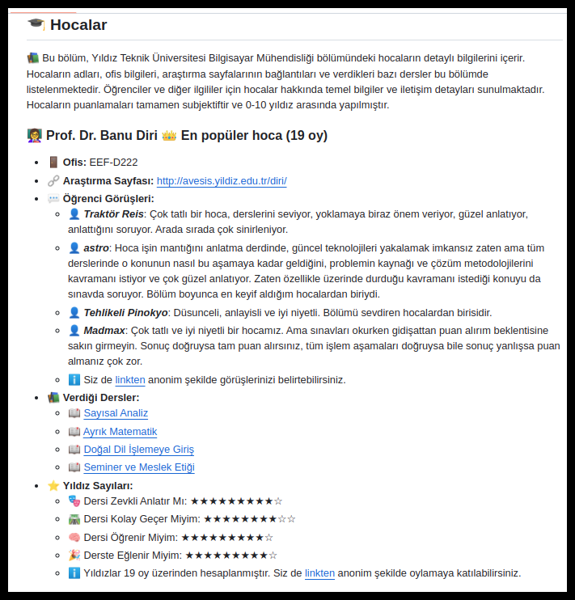 🎓 Hocalar
📚 Bu bölüm, Yıldız Teknik Üniversitesi Bilgisayar Mühendisliği bölümündeki hocaların detaylı bilgilerini içerir.
Hocaların adları, ofis bilgileri, araştırma sayfalarının bağlantıları ve verdikleri bazı dersler bu bölümde
listelenmektedir. Öğrenciler ve diğer ilgililer için hocalar hakkında temel bilgiler ve iletişim detayları sunulmaktadır.
Hocaların puanlamaları tamamen subjektiftir ve 0-10 yıldız arasında yapılmıştır.
👩‍🏫 Prof. Dr. Banu Diri 👑 En popüler hoca (19 oy)
• 🚪 Ofis: EEF-D222
• 🔗 Araştırma Sayfası: http://avesis.yildiz.edu.tr/diri/
• 💬 Öğrenci Görüşleri:
◦ 👤 Traktör Reis: Çok tatlı bir hoca, derslerini seviyor, yoklamaya biraz önem veriyor, güzel anlatıyor,
anlattığını soruyor. Arada sırada çok sinirleniyor.
◦ 👤 astro: Hoca işin mantığını anlatma derdinde, güncel teknolojileri yakalamak imkansız zaten ama tüm
derslerinde o konunun nasıl bu aşamaya kadar geldiğini, problemin kaynağı ve çözüm metodolojilerini
kavramanı istiyor ve çok güzel anlatıyor. Zaten özellikle üzerinde durduğu kavramanı istediği konuyu da
sınavda soruyor. Bölüm boyunca en keyif aldığım hocalardan biriydi.
◦ 👤 Tehlikeli Pinokyo: Düsunceli, anlayisli ve iyi niyetli. Bölümü sevdiren hocalardan birisidir.
◦ 👤 Madmax: Çok tatlı ve iyi niyetli bir hocamız. Ama sınavları okurken gidişattan puan alırım beklentisine
sakın girmeyin. Sonuç doğruysa tam puan alırsınız, tüm işlem aşamaları doğruysa bile sonuç yanlışsa puan
almanız çok zor.
◦ ℹ️ Siz de linkten anonim şekilde görüşlerinizi belirtebilirsiniz.
• 📚 Verdiği Dersler:
◦ 📖 Sayısal Analiz
◦ 📖 Ayrık Matematik
◦ 📖 Doğal Dil İşlemeye Giriş
◦ 📖 Seminer ve Meslek Etiği
• ⭐ Yıldız Sayıları:
◦ 🎭 Dersi Zevkli Anlatır Mı: ★★★★★★★★★☆
◦ 🛣️ Dersi Kolay Geçer Miyim: ★★★★★★★★☆☆
◦ 🧠 Dersi Öğrenir Miyim: ★★★★★★★★★☆
◦ 🎉 Derste Eğlenir Miyim: ★★★★★★★★★☆
◦ ℹ️ Yıldızlar 19 oy üzerinden hesaplanmıştır. Siz de linkten anonim şekilde oylamaya katılabilirsiniz.